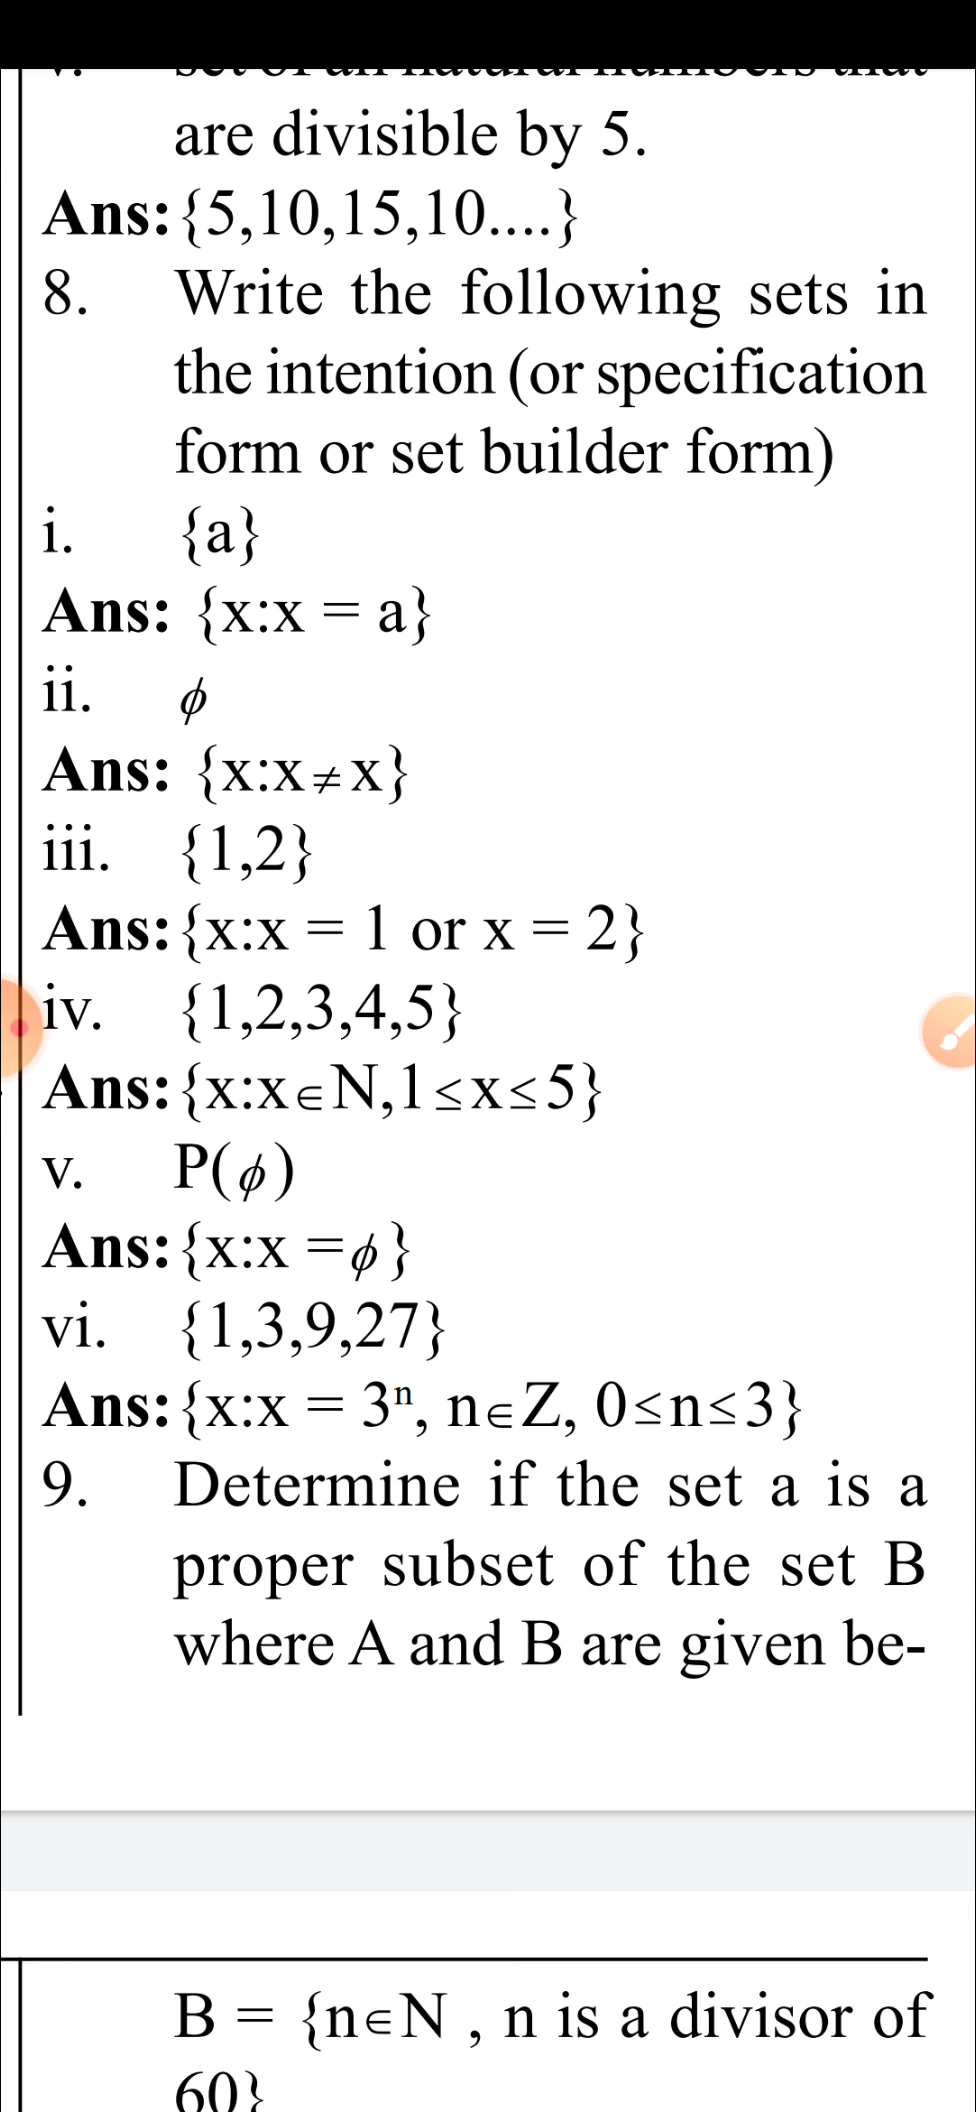 are divisible by 5.
Ans:{5,10,15,10....}
8. Write the following sets in
the intention (or specification
form or set builder form)
i. {a}
Ans: {x:x = a}
ii. ϕ
Ans: {x:x≠x}
iii. {1,2}
Ans:{x:x = 1 or x = 2}
iv. {1,2,3,4,5}
Ans:{x:x∈N,1≤x≤5}
v. P(ϕ)
Ans:{x:x =ϕ}
vi. {1,3,9,27}
Ans:{x:x = 3ⁿ, n∈Z, 0≤n≤3}
9. Determine if the set a is a
proper subset of the set B
where A and B are given be-
B = {n∈N , n is a divisor of
60}